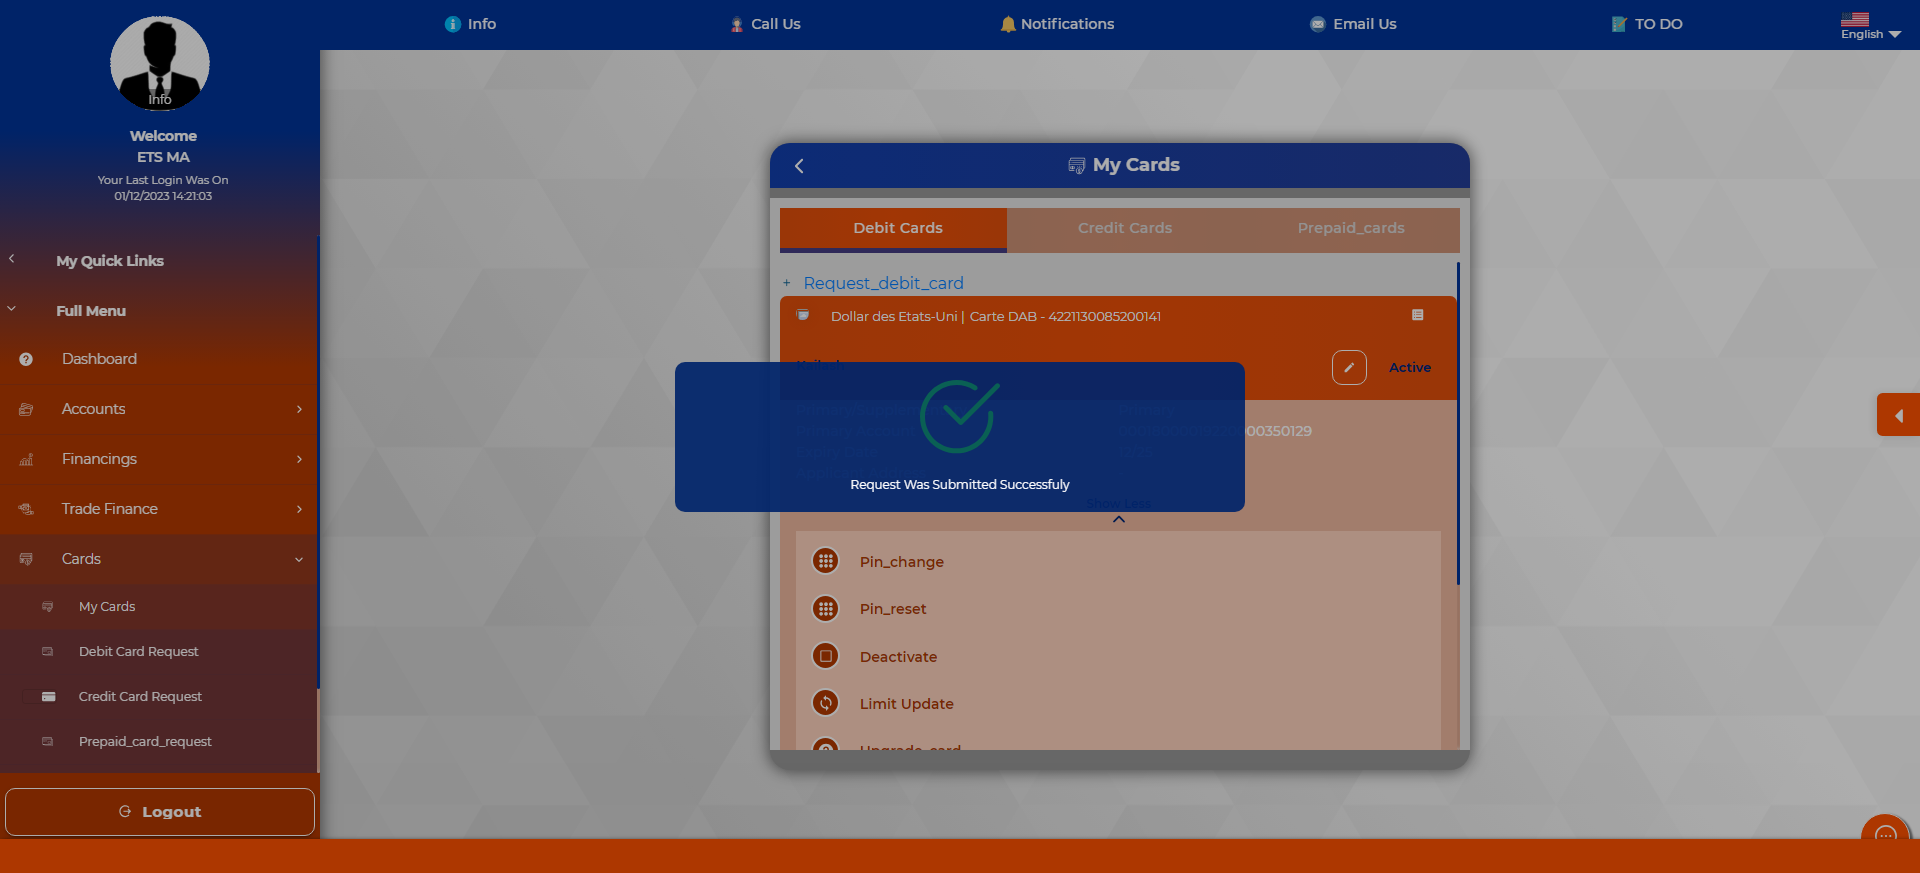 Info
Call Us
Notifications
Email Us
TO DO
English
Info
Welcome
ETS MA
Your Last Login Was On
01/12/2023 14:21:03
My Quick Links
Full Menu
Dashboard
Accounts
Financings
Trade Finance
Cards
My Cards
Debit Card Request
Credit Card Request
Prepaid_card_request
Logout
My Cards
Debit Cards
Credit Cards
Prepaid_cards
+ Request_debit_card
Dollar des Etats-Uni | Carte DAB - 4221130085200141
Active
Primary
00350129
Request Was Submitted Successfuly
Show Less
Pin_change
Pin_reset
Deactivate
Limit Update
Upgrade_card